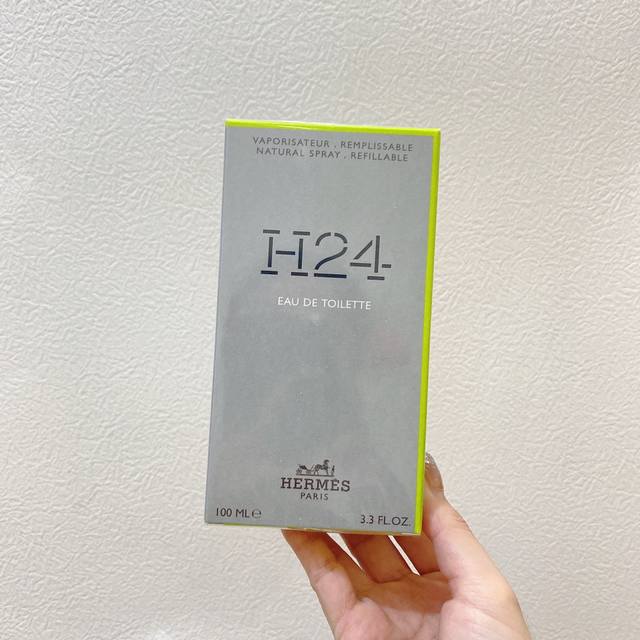 VAPORISATEUR . REMPLISSABLE
NATURAL SPRAY . REFILLABLE
H24
EAU DE TOILETTE
HERMÈS
PARIS
100 ML ℮
3.3 FL.OZ.